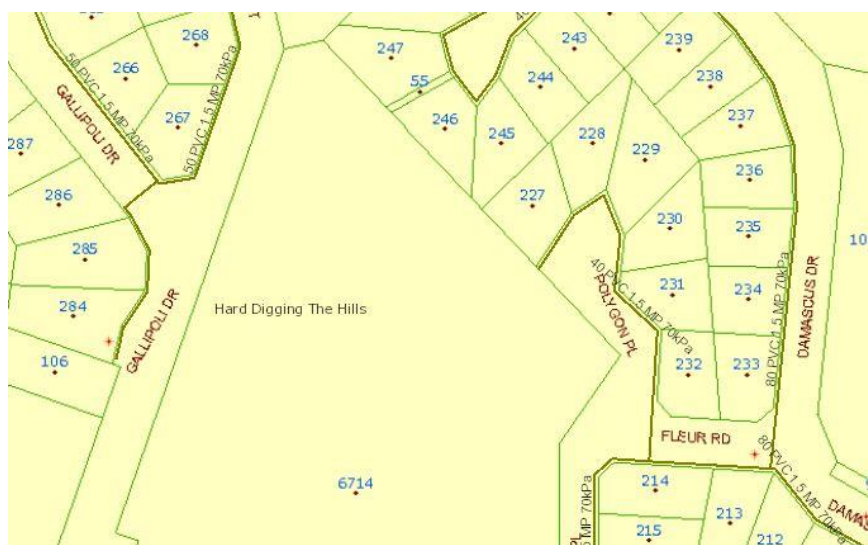 268
247
243
239
266
50 PVC 1.5 MP 70kPa
55
244
238
GALLIPOLI DR
267
50 PVC 1.5 MP 70kPa
246
245
228
237
287
229
236
286
227
230
235
285
40 PVC 1.5 MP 70kPa
POLYGON PL
231
234
80 PVC 1.5 MP 70kPa
DAMASCUS DR
284
GALLIPOLI DR
Hard Digging The Hills
106
232
233
FLEUR RD
80 PVC 1.5 MP 70kPa
6714
214
213
215
212
PL
MP 70kPa